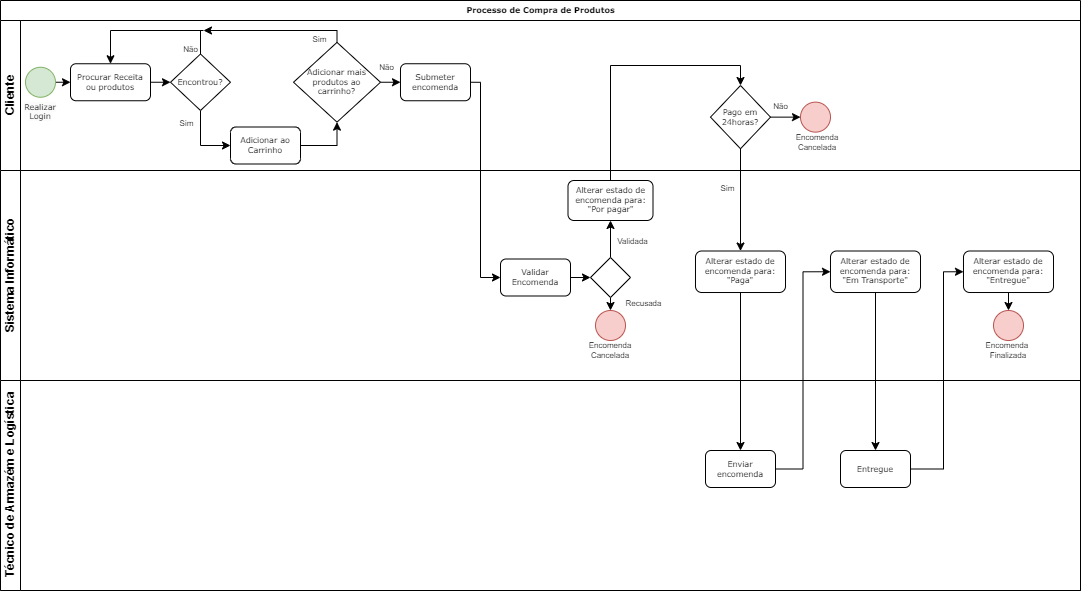 Processo de Compra de Produtos
Cliente
Realizar
Login
Procurar Receita
ou produtos
Não
Encontrou?
Sim
Adicionar ao
Carrinho
Sim
Adicionar mais
produtos ao
carrinho?
Não
Submeter
encomenda
Pago em
24horas?
Não
Encomenda
Cancelada
Sim
Sistema Informático
Validar
Encomenda
Alterar estado de
encomenda para:
"Por pagar"
Validada
Recusada
Encomenda
Cancelada
Alterar estado de
encomenda para:
"Paga"
Alterar estado de
encomenda para:
"Em Transporte"
Alterar estado de
encomenda para:
"Entregue"
Encomenda
Finalizada
Técnico de Armazém e Logística
Enviar
encomenda
Entregue